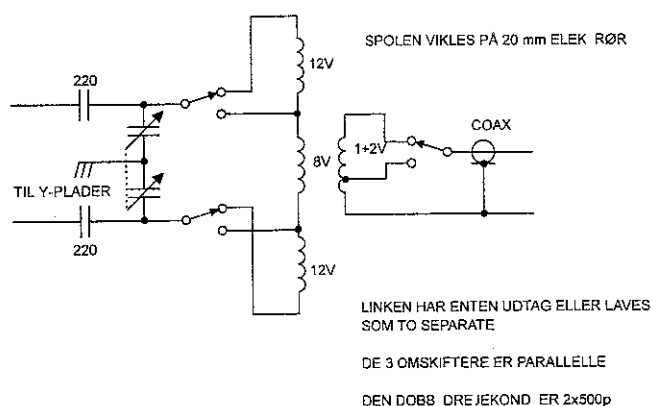 SPOLEN VIKLES PÅ 20 mm ELEK RØR
12V
220
COAX
1+2V
8V
TIL Y-PLADER
220
12V
LINKEN HAR ENTEN UDTAG ELLER LAVES
SOM TO SEPARATE
DE 3 OMSKIFTERE ER PARALLELLE
DEN DOBB DREJEKOND ER 2x500p